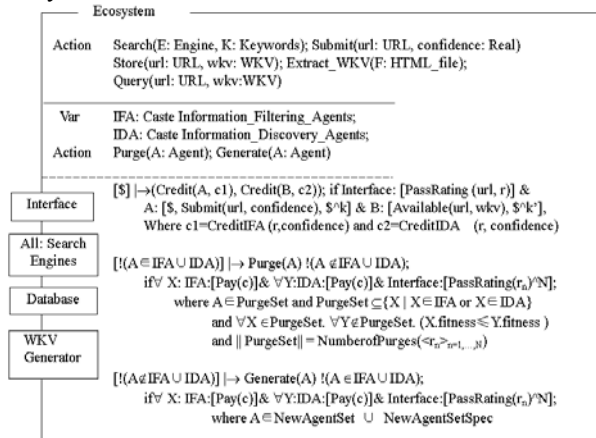 Ecosystem
Action Search(E: Engine, K: Keywords); Submit(url: URL, confidence: Real)
Store(url: URL, wkv: WKV); Extract_WKV(F: HTML_file);
Query(url: URL, wkv:WKV)
Var IFA: Caste Information_Filtering_Agents;
IDA: Caste Information_Discovery_Agents;
Action Purge(A: Agent); Generate(A: Agent)
[$] |→(Credit(A, c1), Credit(B, c2)); if Interface: [PassRating (url, r)] &
A: [$, Submit(url, confidence), $^k] & B: [Available(url, wkv), $^k'],
Where c1=CreditIFA (r,confidence) and c2=CreditIDA (r, confidence)
Interface
All: Search
Engines
Database
WKV
Generator
[!(A∈IFA∪IDA)] |→ Purge(A) !(A∉IFA∪IDA);
if∀ X: IFA:[Pay(c)]& ∀Y:IDA:[Pay(c)]& Interface:[PassRating(rₙ)^N];
where A∈PurgeSet and PurgeSet⊆{X | X∈IFA or X∈IDA}
and ∀X∈PurgeSet. ∀Y∉PurgeSet. (X.fitness≤Y.fitness )
and || PurgeSet|| = NumberofPurges(<rₙ>ₙ₌₁,...,N)
[!(A∉IFA∪IDA)] |→ Generate(A) !(A∈IFA∪IDA);
if∀ X: IFA:[Pay(c)]& ∀Y:IDA:[Pay(c)]& Interface:[PassRating(rₙ)^N];
where A∈NewAgentSet ∪ NewAgentSetSpec